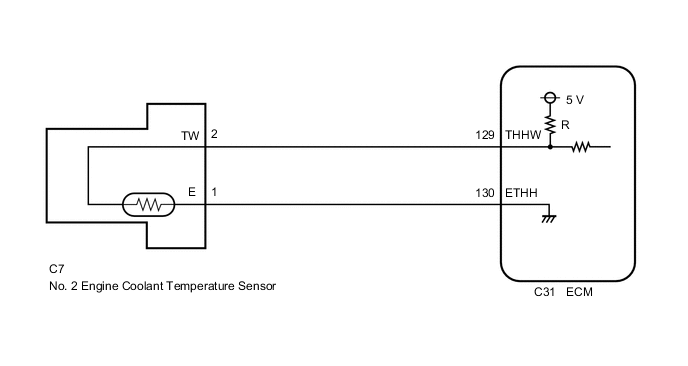 5 V
R
TW 2 129 THHW
E 1 130 ETHH
C7
No. 2 Engine Coolant Temperature Sensor
C31 ECM